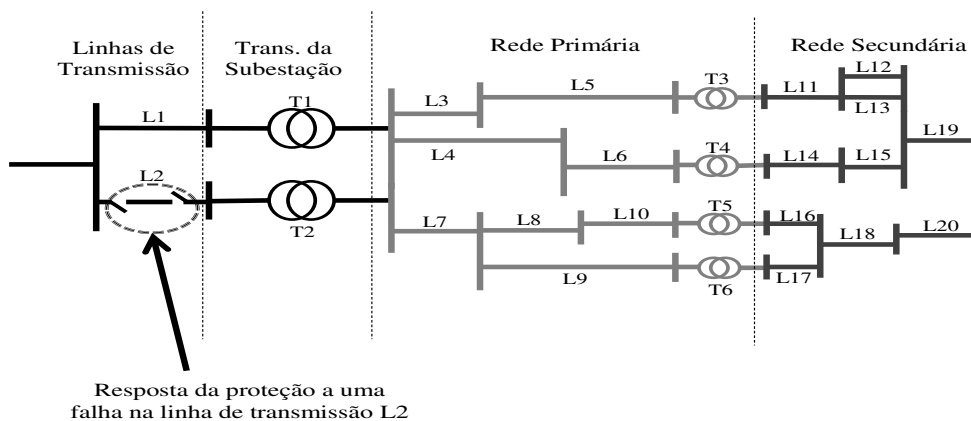 Linhas de
Transmissão
Trans. da
Subestação
Rede Primária
Rede Secundária
L1
L2
T1
T2
L3
L4
L5
L6
L7
L8
L9
L10
T3
T4
T5
T6
L11
L12
L13
L14
L15
L16
L17
L18
L19
L20
Resposta da proteção a uma
falha na linha de transmissão L2